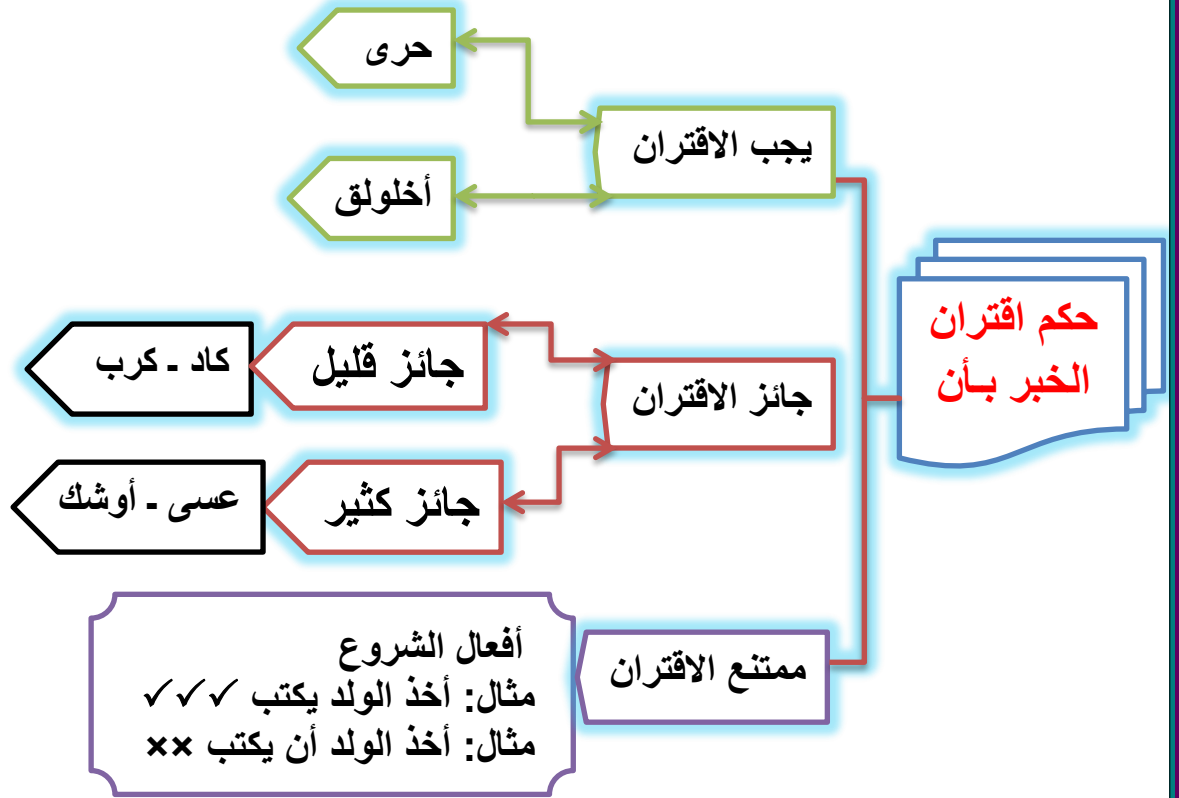 حكم اقتران
الخبر بـأن
يجب الاقتران
حرى
أخلولق
جائز الاقتران
جائز قليل
كاد ـ كرب
جائز كثير
عسى ـ أوشك
ممتنع الاقتران
أفعال الشروع
مثال: أخذ الولد يكتب ✓✓✓
مثال: أخذ الولد أن يكتب ××